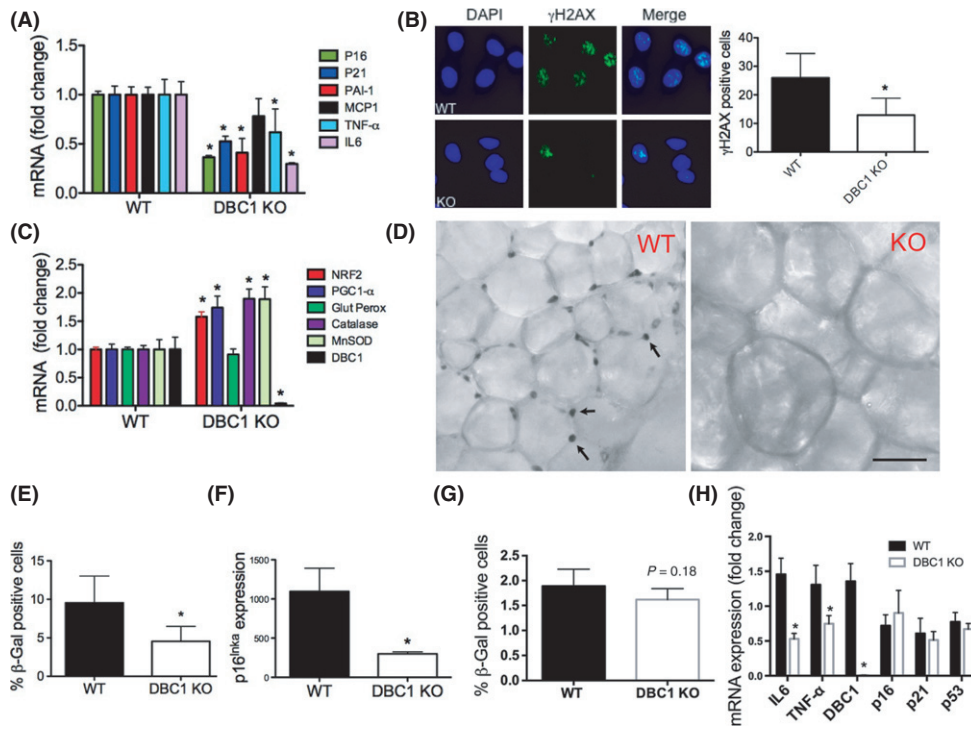 (A)
mRNA (fold change)
1.5
1.0
0.5
0.0
P16
P21
PAI-1
MCP1
TNF-α
IL6
* * * * *
WT
DBC1 KO
(B)
DAPI
γH2AX
Merge
WT
KO
γH2AX positive cells
40
30
20
10
0
*
WT
DBC1 KO
(C)
mRNA (fold change)
2.5
2.0
1.5
1.0
0.5
0.0
NRF2
PGC1-α
Glut Perox
Catalase
MnSOD
DBC1
* * * * *
WT
DBC1 KO
(D)
WT
KO
(E)
% β-Gal positive cells
15
10
5
0
*
WT
DBC1 KO
(F)
p16Inka expression
1500
1000
500
0
*
WT
DBC1 KO
(G)
% β-Gal positive cells
2.5
2.0
1.5
1.0
0.5
0.0
P = 0.18
WT
DBC1 KO
(H)
mRNA expression (fold change)
2.0
1.5
1.0
0.5
0.0
WT
DBC1 KO
* * *
IL6
TNF-α
DBC1
p16
p21
p53